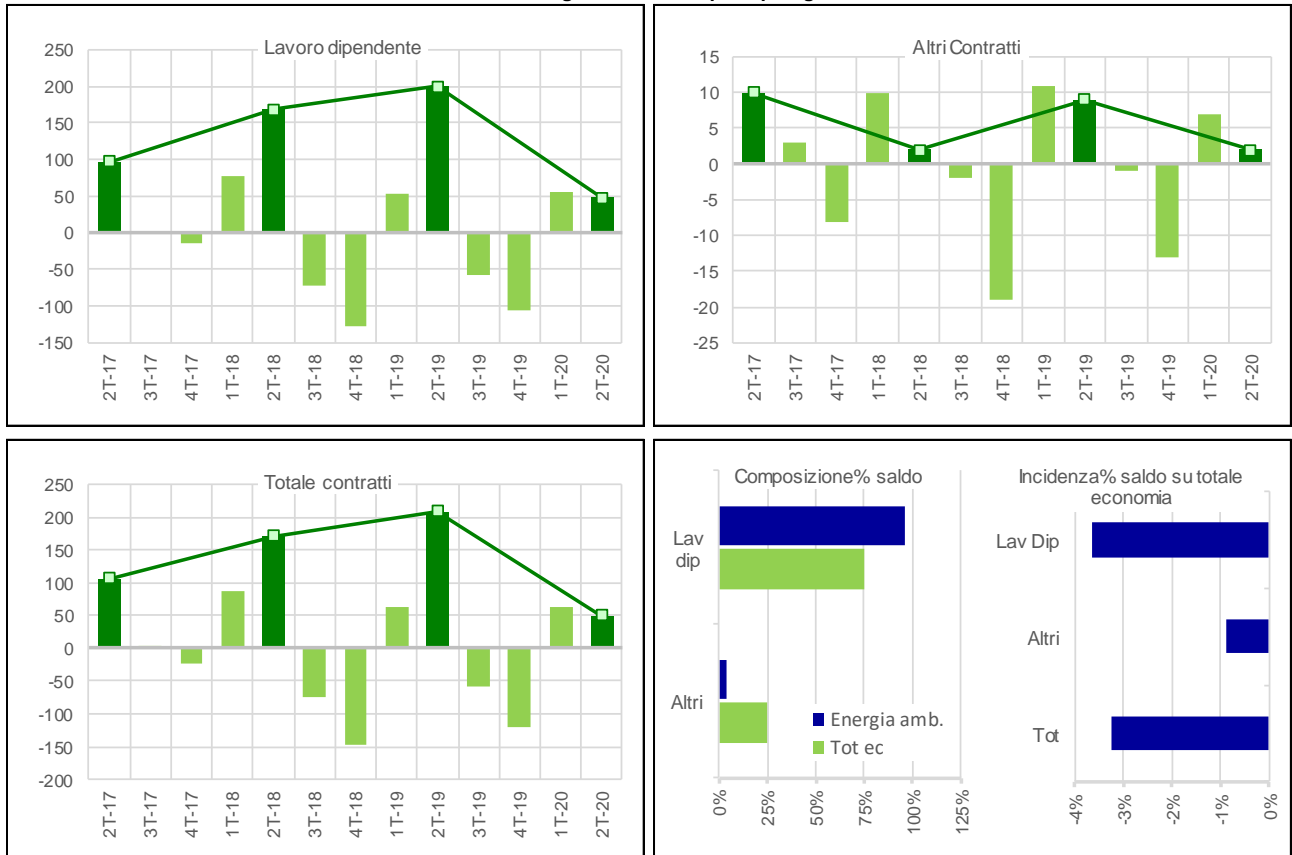 Lavoro dipendente
250
200
150
100
50
0
-50
-100
-150
2T-17
3T-17
4T-17
1T-18
2T-18
3T-18
4T-18
1T-19
2T-19
3T-19
4T-19
1T-20
2T-20
Altri Contratti
15
10
5
0
-5
-10
-15
-20
-25
2T-17
3T-17
4T-17
1T-18
2T-18
3T-18
4T-18
1T-19
2T-19
3T-19
4T-19
1T-20
2T-20
Totale contratti
250
200
150
100
50
0
-50
-100
-150
-200
2T-17
3T-17
4T-17
1T-18
2T-18
3T-18
4T-18
1T-19
2T-19
3T-19
4T-19
1T-20
2T-20
Composizione% saldo
Lav
dip
Altri
Energia amb.
Tot ec
0%
25%
50%
75%
100%
125%
Incidenza% saldo su totale
economia
Lav Dip
Altri
Tot
-4%
-3%
-2%
-1%
0%